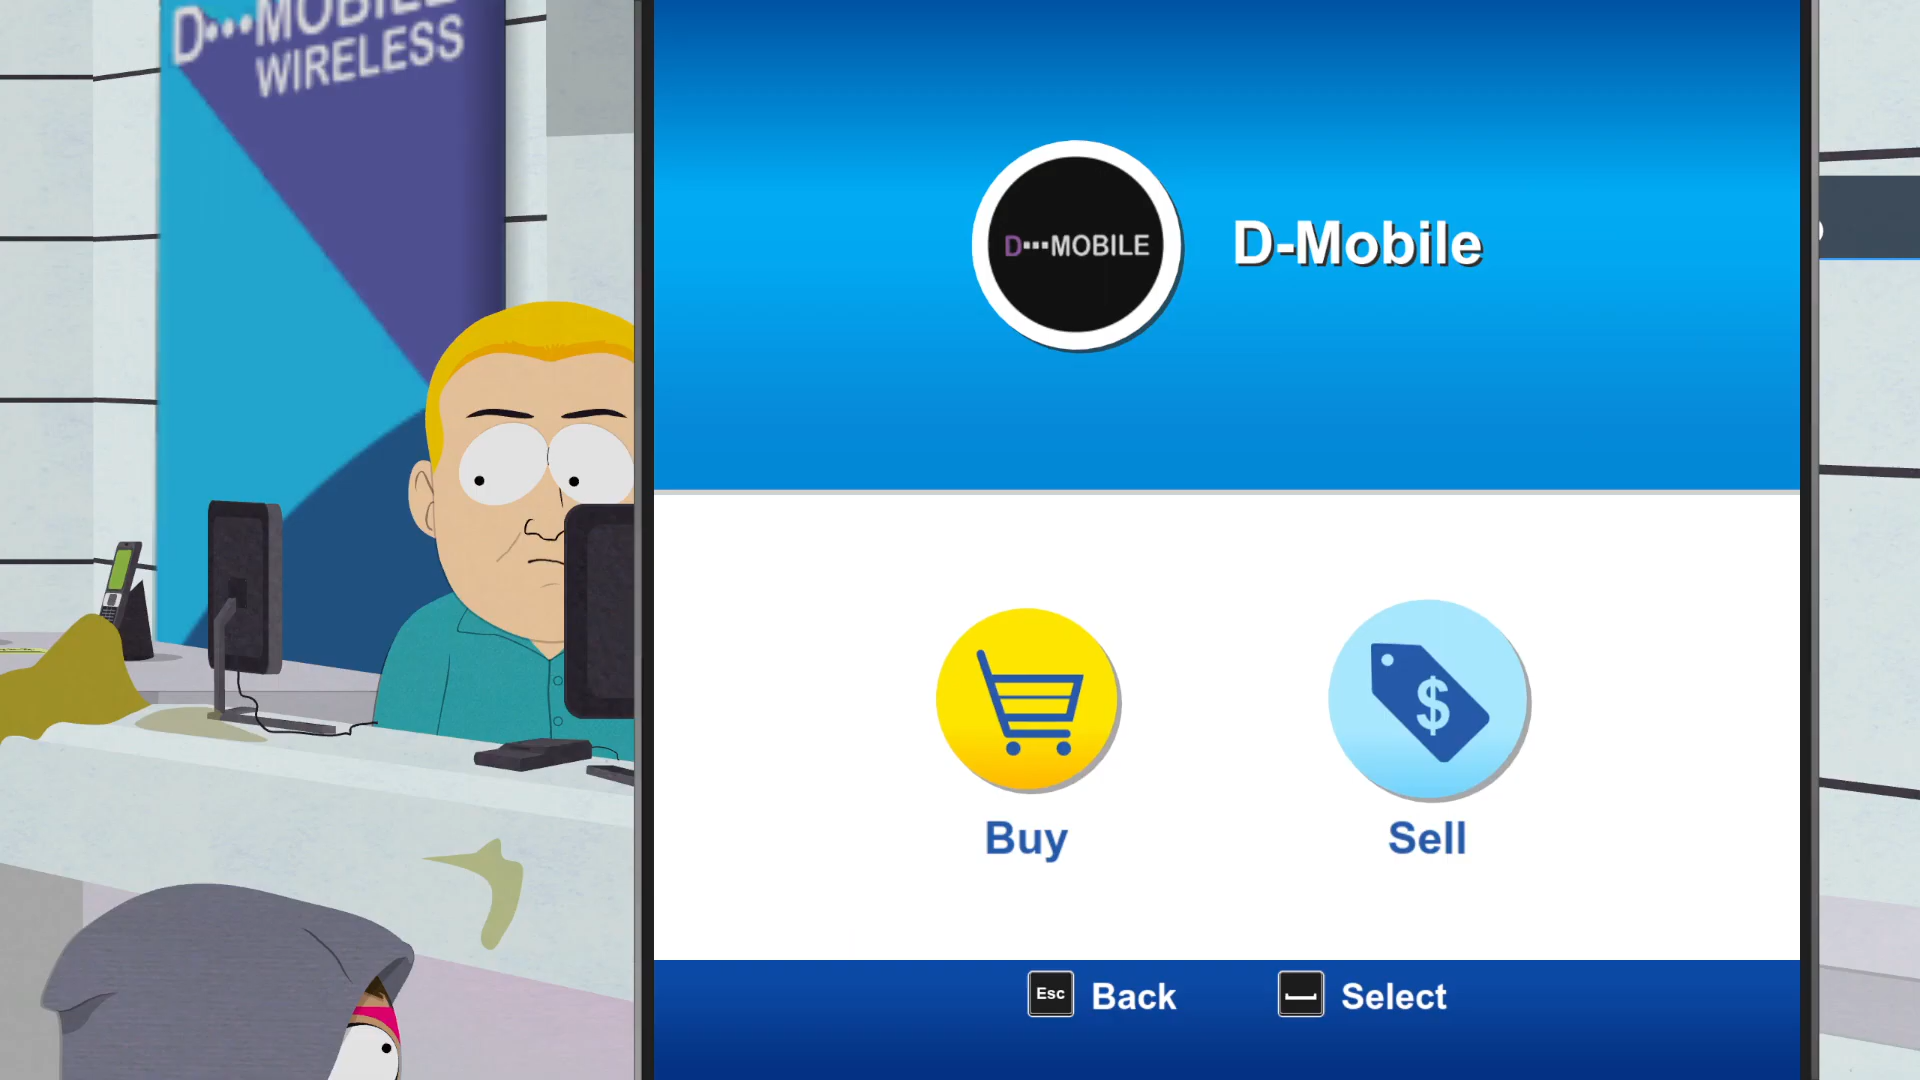 D•••MOBILE
WIRELESS
D▪▪▪MOBILE
D-Mobile
$
Buy
Sell
Esc Back
Select